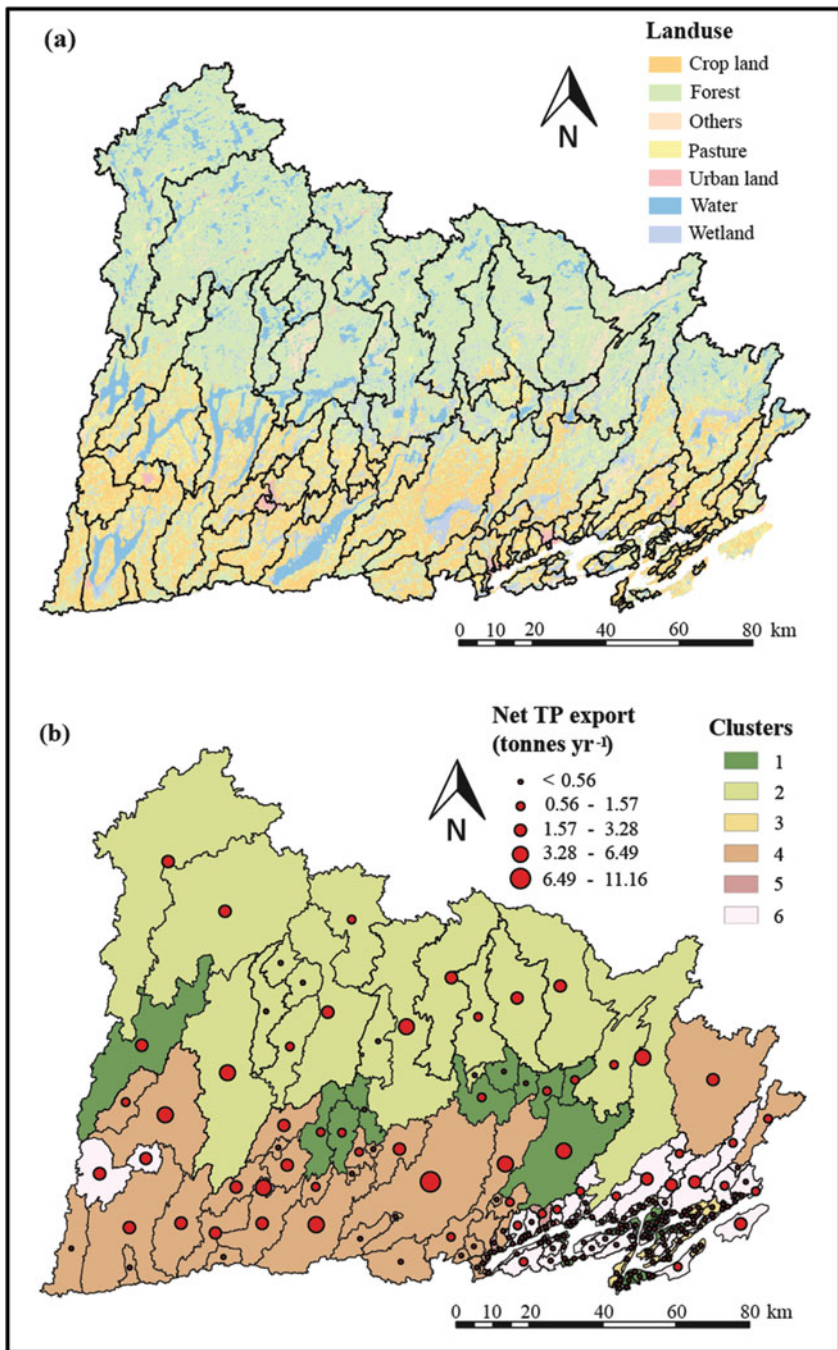 (a)
Landuse
Crop land
Forest
Others
Pasture
Urban land
Water
Wetland
N
0 10 20 40 60 80 km
(b)
Net TP export
(tonnes yr⁻¹)
< 0.56
0.56 - 1.57
1.57 - 3.28
3.28 - 6.49
6.49 - 11.16
Clusters
1
2
3
4
5
6
N
0 10 20 40 60 80 km